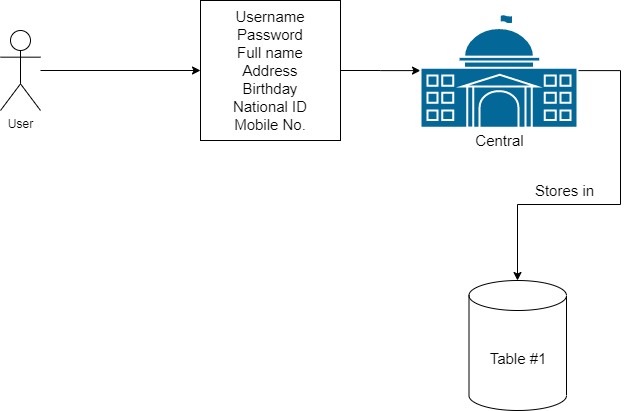 Username
Password
Full name
Address
Birthday
National ID
Mobile No.
User
Central
Stores in
Table #1